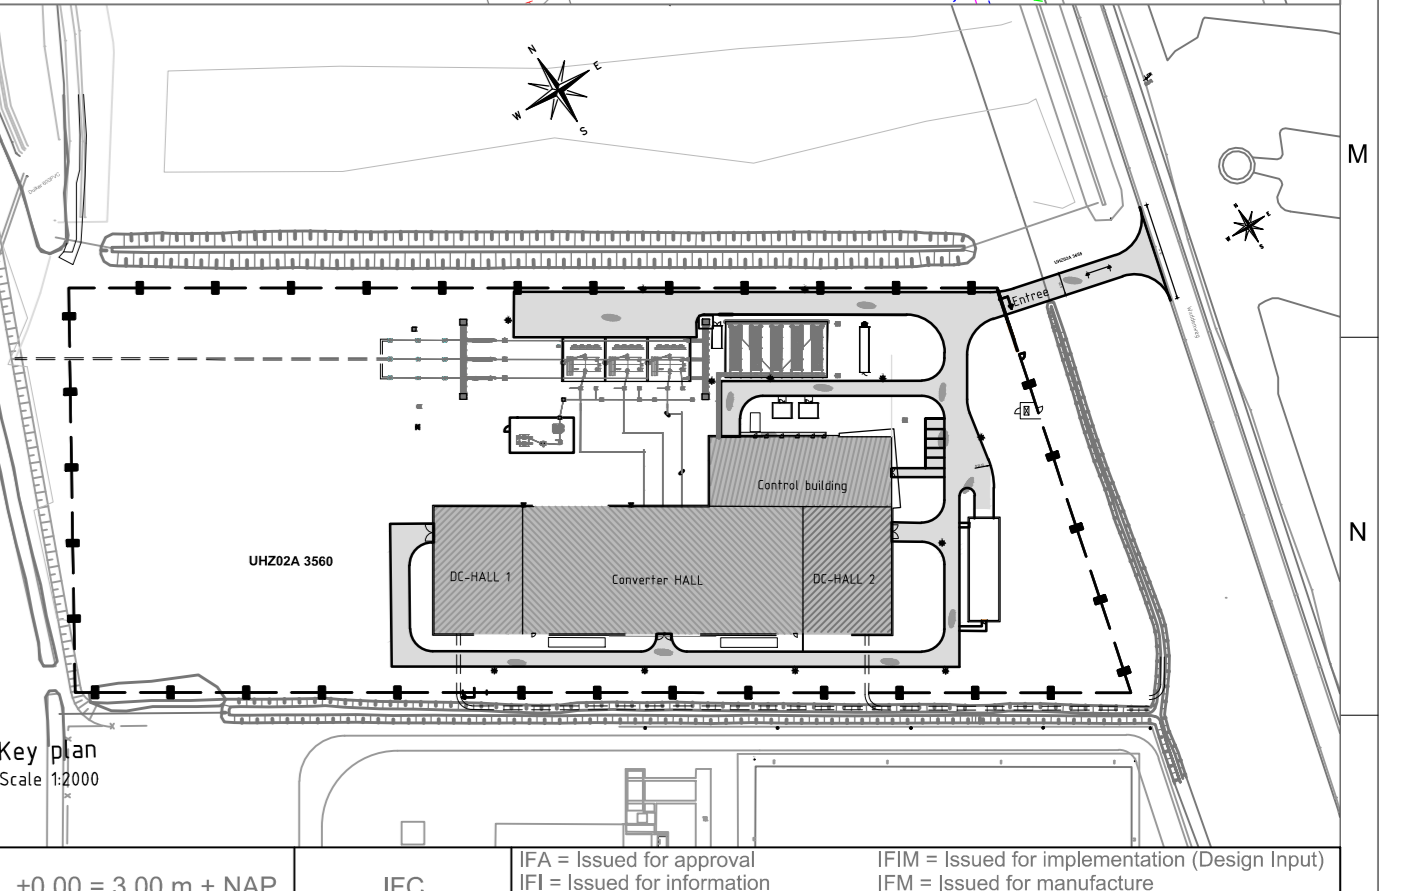 N
E
W
S
M
UHZ02A 3559
Entree
Control building
N
UHZ02A 3560
DC-HALL 1
Converter HALL
DC-HALL 2
Key plan
Scale 1:2000
±0.00 = 3.00 m + NAP
IFC
IFA = Issued for approval
IFI = Issued for information
IFIM = Issued for implementation (Design Input)
IFM = Issued for manufacture